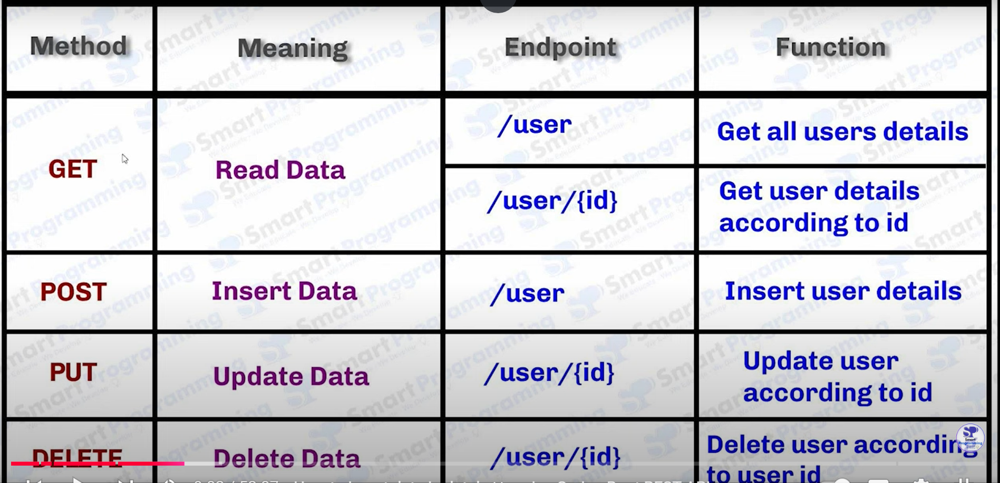 Method Meaning Endpoint Function
GET Read Data /user Get all users details
/user/{id} Get user details
according to id
POST Insert Data /user Insert user details
PUT Update Data /user/{id} Update user
according to id
DELETE Delete Data /user/{id} Delete user according
to user id
Smart
Programming